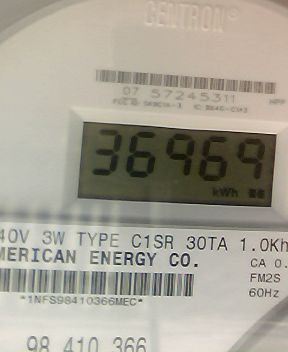 CENTRON®
07 57245311
36969
kWh
40V 3W TYPE C1SR 30TA 1.0Kh
MERICAN ENERGY CO.
CA 0.
FM2S
60Hz
*1NFS98410366MEC*
98 410 366